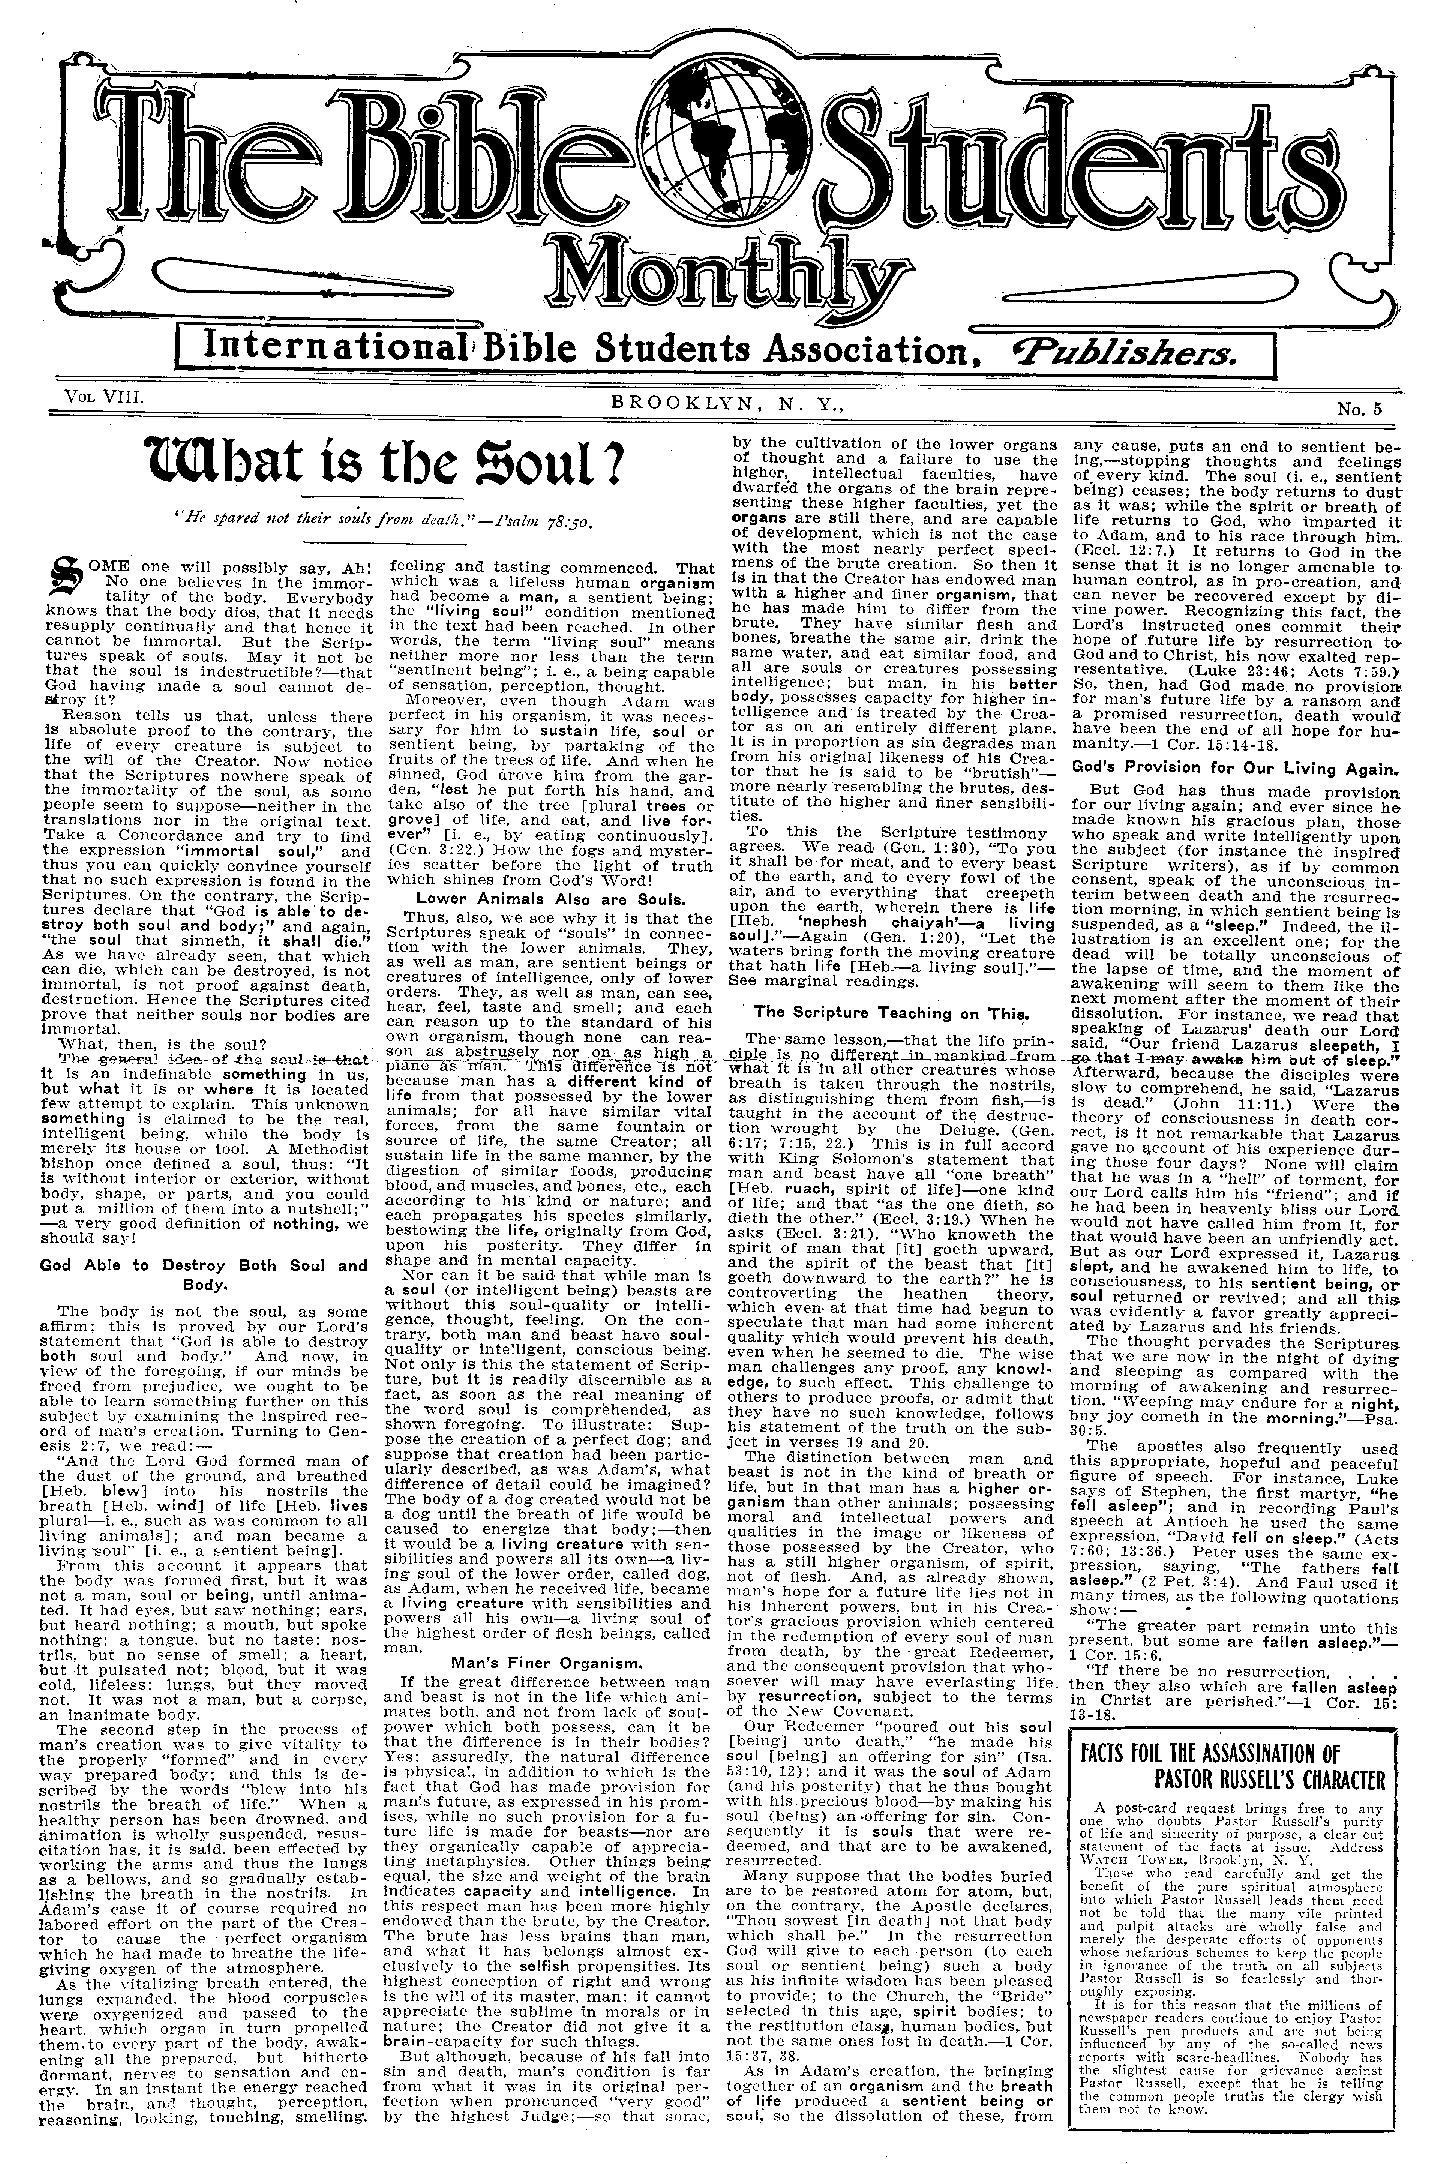 The Bible Students
Monthly
International Bible Students Association, Publishers.
VOL VIII.
BROOKLYN, N. Y.,
No. 5
What is the Soul?
"He spared not their souls from death."—Psalm 78:50.
SOME one will possibly say, Ah!
No one believes in the immor-
tality of the body. Everybody
knows that the body dies, that it needs
resupply continually and that hence it
cannot be immortal. But the Scrip-
tures speak of souls. May it not be
that the soul is indestructible?—that
God having made a soul cannot de-
stroy it?
Reason tells us that, unless there
is absolute proof to the contrary, the
life of every creature is subject to
the will of the Creator. Now notice
that the Scriptures nowhere speak of
the immortality of the soul, as some
people seem to suppose—neither in the
translations nor in the original text.
Take a Concordance and try to find
the expression "immortal soul," and
thus you can quickly convince yourself
that no such expression is found in the
Scriptures. On the contrary, the Scrip-
tures declare that "God is able to de-
stroy both soul and body;" and again,
"the soul that sinneth, it shall die."
As we have already seen, that which
can die, which can be destroyed, is not
immortal, is not proof against death,
destruction. Hence the Scriptures cited
prove that neither souls nor bodies are
immortal.
What, then, is the soul?
The general idea of the soul is that
it is an indefinable something in us,
but what it is or where it is located
few attempt to explain. This unknown
something is claimed to be the real,
intelligent being, while the body is
merely its house or tool. A Methodist
bishop once defined a soul, thus: "It
is without interior or exterior, without
body, shape, or parts, and you could
put a million of them into a nutshell;"
—a very good definition of nothing, we
should say!
God Able to Destroy Both Soul and
Body.
The body is not the soul, as some
affirm; this is proved by our Lord's
statement that "God is able to destroy
both soul and body." And now, in
view of the foregoing, if our minds be
freed from prejudice, we ought to be
able to learn something further on this
subject by examining the inspired rec-
ord of man's creation. Turning to Gen-
esis 2:7, we read:—
"And the Lord God formed man of
the dust of the ground, and breathed
[Heb. blew] into his nostrils the
breath [Heb. wind] of life [Heb. lives
plural—i. e., such as was common to all
living animals]; and man became a
living soul" [i. e., a sentient being].
From this account it appears that
the body was formed first, but it was
not a man, soul or being, until anima-
ted. It had eyes, but saw nothing; ears,
but heard nothing; a mouth, but spoke
nothing; a tongue, but no taste; nos-
trils, but no sense of smell; a heart,
but it pulsated not; blood, but it was
cold, lifeless; lungs, but they moved
not. It was not a man, but a corpse,
an inanimate body.
The second step in the process of
man's creation was to give vitality to
the properly "formed" and in every
way prepared body; and this is de-
scribed by the words "blew into his
nostrils the breath of life." When a
healthy person has been drowned, and
animation is wholly suspended, resus-
citation has, it is said, been effected by
working the arms and thus the lungs
as a bellows, and so gradually estab-
lishing the breath in the nostrils. In
Adam's case it of course required no
labored effort on the part of the Crea-
tor to cause the perfect organism
which he had made to breathe the life-
giving oxygen of the atmosphere.
As the vitalizing breath entered, the
lungs expanded, the blood corpuscles
were oxygenized and passed to the
heart, which organ in turn propelled
them to every part of the body, awak-
ening all the prepared, but hitherto
dormant, nerves to sensation and en-
ergy. In an instant the energy reached
the brain, and thought, perception,
reasoning, looking, touching, smelling,
feeling and tasting commenced. That
which was a lifeless human organism
had become a man, a sentient being;
the "living soul" condition mentioned
in the text had been reached. In other
words, the term "living soul" means
neither more nor less than the term
"sentient being"; i. e., a being capable
of sensation, perception, thought.
Moreover, even though Adam was
perfect in his organism, it was neces-
sary for him to sustain life, soul or
sentient being, by partaking of the
fruits of the trees of life. And when he
sinned, God drove him from the gar-
den, "lest he put forth his hand, and
take also of the tree [plural trees or
grove] of life, and eat, and live for-
ever" [i. e., by eating continuously].
(Gen. 3:22.) How the fogs and myster-
ies scatter before the light of truth
which shines from God's Word!
Lower Animals Also are Souls.
Thus, also, we see why it is that the
Scriptures speak of "souls" in connec-
tion with the lower animals. They,
as well as man, are sentient beings or
creatures of intelligence, only of lower
orders. They, as well as man, can see,
hear, feel, taste and smell; and each
can reason up to the standard of his
own organism, though none can rea-
son as abstrusely nor on as high a
plane as man. This difference is not
because man has a different kind of
life from that possessed by the lower
animals; for all have similar vital
forces, from the same fountain or
source of life, the same Creator; all
sustain life in the same manner, by the
digestion of similar foods, producing
blood, and muscles, and bones, etc., each
according to his kind or nature; and
each propagates his species similarly,
bestowing the life, originally from God,
upon his posterity. They differ in
shape and in mental capacity.
Nor can it be said that while man is
a soul (or intelligent being) beasts are
without this soul-quality or intelli-
gence, thought, feeling. On the con-
trary, both man and beast have soul-
quality or intelligent, conscious being.
Not only is this the statement of Scrip-
ture, but it is readily discernible as a
fact, as soon as the real meaning of
the word soul is comprehended, as
shown foregoing. To illustrate: Sup-
pose the creation of a perfect dog; and
suppose that creation had been partic-
ularly described, as was Adam's, what
difference of detail could be imagined?
The body of a dog created would not be
a dog until the breath of life would be
caused to energize that body;—then
it would be a living creature with sen-
sibilities and powers all its own—a liv-
ing soul of the lower order, called dog,
as Adam, when he received life, became
a living creature with sensibilities and
powers all his own—a living soul of
the highest order of flesh beings, called
man.
Man's Finer Organism.
If the great difference between man
and beast is not in the life which ani-
mates both, and not from lack of soul-
power which both possess, can it be
that the difference is in their bodies?
Yes; assuredly, the natural difference
is physical, in addition to which is the
fact that God has made provision for
man's future, as expressed in his prom-
ises, while no such provision for a fu-
ture life is made for beasts—nor are
they organically capable of apprecia-
ting metaphysics. Other things being
equal, the size and weight of the brain
indicates capacity and intelligence. In
this respect man has been more highly
endowed than the brute, by the Creator.
The brute has less brains than man,
and what it has belongs almost ex-
clusively to the selfish propensities. Its
highest conception of right and wrong
is the will of its master, man; it cannot
appreciate the sublime in morals or in
nature; the Creator did not give it a
brain-capacity for such things.
But although, because of his fall into
sin and death, man's condition is far
from what it was in its original per-
fection when pronounced "very good"
by the highest Judge;—so that some,
by the cultivation of the lower organs
of thought and a failure to use the
higher, intellectual faculties, have
dwarfed the organs of the brain repre-
senting these higher faculties, yet the
organs are still there, and are capable
of development, which is not the case
with the most nearly perfect speci-
mens of the brute creation. So then it
is in that the Creator has endowed man
with a higher and finer organism, that
he has made him to differ from the
brute. They have similar flesh and
bones, breathe the same air, drink the
same water, and eat similar food, and
all are souls or creatures possessing
intelligence; but man, in his better
body, possesses capacity for higher in-
telligence and is treated by the Crea-
tor as on an entirely different plane.
It is in proportion as sin degrades man
from his original likeness of his Crea-
tor that he is said to be "brutish"—
more nearly resembling the brutes, des-
titute of the higher and finer sensibili-
ties.
To this the Scripture testimony
agrees. We read (Gen. 1:30), "To you
it shall be for meat, and to every beast
of the earth, and to every fowl of the
air, and to everything that creepeth
upon the earth, wherein there is life
[Heb. 'nephesh chaiyah'—a living
soul]."—Again (Gen. 1:20), "Let the
waters bring forth the moving creature
that hath life [Heb.—a living soul]."—
See marginal readings.
The Scripture Teaching on This.
The same lesson,—that the life prin-
ciple is no different in mankind from
what it is in all other creatures whose
breath is taken through the nostrils,
as distinguishing them from fish,—is
taught in the account of the destruc-
tion wrought by the Deluge. (Gen.
6:17; 7:15, 22.) This is in full accord
with King Solomon's statement that
man and beast have all "one breath"
[Heb. ruach, spirit of life]—one kind
of life; and that "as the one dieth, so
dieth the other." (Eccl. 3:19.) When he
asks (Eccl. 3:21), "Who knoweth the
spirit of man that [it] goeth upward,
and the spirit of the beast that [it]
goeth downward to the earth?" he is
controverting the heathen theory,
which even at that time had begun to
speculate that man had some inherent
quality which would prevent his death,
even when he seemed to die. The wise
man challenges any proof, any knowl-
edge, to such effect. This challenge to
others to produce proofs, or admit that
they have no such knowledge, follows
his statement of the truth on the sub-
ject in verses 19 and 20.
The distinction between man and
beast is not in the kind of breath or
life, but in that man has a higher or-
ganism than other animals; possessing
moral and intellectual powers and
qualities in the image or likeness of
those possessed by the Creator, who
has a still higher organism, of spirit,
not of flesh. And, as already shown,
man's hope for a future life lies not in
his inherent powers, but in his Crea-
tor's gracious provision which centered
in the redemption of every soul of man
from death, by the great Redeemer,
and the consequent provision that who-
soever will may have everlasting life
by resurrection, subject to the terms
of the New Covenant.
Our Redeemer "poured out his soul
[being] unto death," "he made his
soul [being] an offering for sin" (Isa.
53:10, 12); and it was the soul of Adam
(and his posterity) that he thus bought
with his precious blood—by making his
soul (being) an offering for sin. Con-
sequently it is souls that were re-
deemed, and that are to be awakened,
resurrected.
Many suppose that the bodies buried
are to be restored atom for atom, but,
on the contrary, the Apostle declares,
"Thou sowest [in death] not that body
which shall be." In the resurrection
God will give to each person (to each
soul or sentient being) such a body
as his infinite wisdom has been pleased
to provide; to the Church, the "Bride"
selected in this age, spirit bodies; to
the restitution class, human bodies, but
not the same ones lost in death.—1 Cor.
15:37, 38.
As in Adam's creation, the bringing
together of an organism and the breath
of life produced a sentient being or
soul, so the dissolution of these, from
any cause, puts an end to sentient be-
ing,—stopping thoughts and feelings
of every kind. The soul (i. e., sentient
being) ceases; the body returns to dust
as it was; while the spirit or breath of
life returns to God, who imparted it
to Adam, and to his race through him.
(Eccl. 12:7.) It returns to God in the
sense that it is no longer amenable to
human control, as in pro-creation, and
can never be recovered except by di-
vine power. Recognizing this fact, the
Lord's instructed ones commit their
hope of future life by resurrection to
God and to Christ, his now exalted rep-
resentative. (Luke 23:46; Acts 7:59.)
So, then, had God made no provision
for man's future life by a ransom and
a promised resurrection, death would
have been the end of all hope for hu-
manity.—1 Cor. 15:14-18.
God's Provision for Our Living Again.
But God has thus made provision
for our living again; and ever since he
made known his gracious plan, those
who speak and write intelligently upon
the subject (for instance the inspired
Scripture writers), as if by common
consent, speak of the unconscious in-
terim between death and the resurrec-
tion morning, in which sentient being is
suspended, as a "sleep." Indeed, the il-
lustration is an excellent one; for the
dead will be totally unconscious of
the lapse of time, and the moment of
awakening will seem to them like the
next moment after the moment of their
dissolution. For instance, we read that
speaking of Lazarus' death our Lord
said, "Our friend Lazarus sleepeth, I
go that I may awake him out of sleep."
Afterward, because the disciples were
slow to comprehend, he said, "Lazarus
is dead." (John 11:11.) Were the
theory of consciousness in death cor-
rect, is it not remarkable that Lazarus
gave no account of his experience dur-
ing those four days? None will claim
that he was in a "hell" of torment, for
our Lord calls him his "friend"; and if
he had been in heavenly bliss our Lord
would not have called him from it, for
that would have been an unfriendly act.
But as our Lord expressed it, Lazarus
slept, and he awakened him to life, to
consciousness, to his sentient being, or
soul returned or revived; and all this
was evidently a favor greatly appreci-
ated by Lazarus and his friends.
The thought pervades the Scriptures
that we are now in the night of dying
and sleeping as compared with the
morning of awakening and resurrec-
tion. "Weeping may endure for a night,
bny joy cometh in the morning."—Psa.
30:5.
The apostles also frequently used
this appropriate, hopeful and peaceful
figure of speech. For instance, Luke
says of Stephen, the first martyr, "he
fell asleep"; and in recording Paul's
speech at Antioch he used the same
expression, "David fell on sleep." (Acts
7:60; 13:36.) Peter uses the same ex-
pression, saying, "The fathers fell
asleep." (2 Pet. 3:4). And Paul used it
many times, as the following quotations
show:—
"The greater part remain unto this
present, but some are fallen asleep."—
1 Cor. 15:6.
"If there be no resurrection, . . .
then they also which are fallen asleep
in Christ are perished."—1 Cor. 15:
13-18.
FACTS FOIL THE ASSASSINATION OF
PASTOR RUSSELL'S CHARACTER
A post-card request brings free to any
one who doubts Pastor Russell's purity
of life and sincerity of purpose, a clear cut
statement of the facts at issue. Address
WATCH TOWER, Brooklyn, N. Y.
Those who read carefully and get the
benefit of the pure spiritual atmosphere
into which Pastor Russell leads them need
not be told that the many vile printed
and pulpit attacks are wholly false and
merely the desperate efforts of opponents
whose nefarious schemes to keep the people
in ignorance of the truth on all subjects
Pastor Russell is so fearlessly and thor-
oughly exposing.
It is for this reason that the millions of
newspaper readers continue to enjoy Pastor
Russell's pen products and are not being
influenced by any of the so-called news
reports with scare-headlines. Nobody has
the slightest cause for grievance against
Pastor Russell, except that he is telling
the common people truths the clergy wish
them not to know.